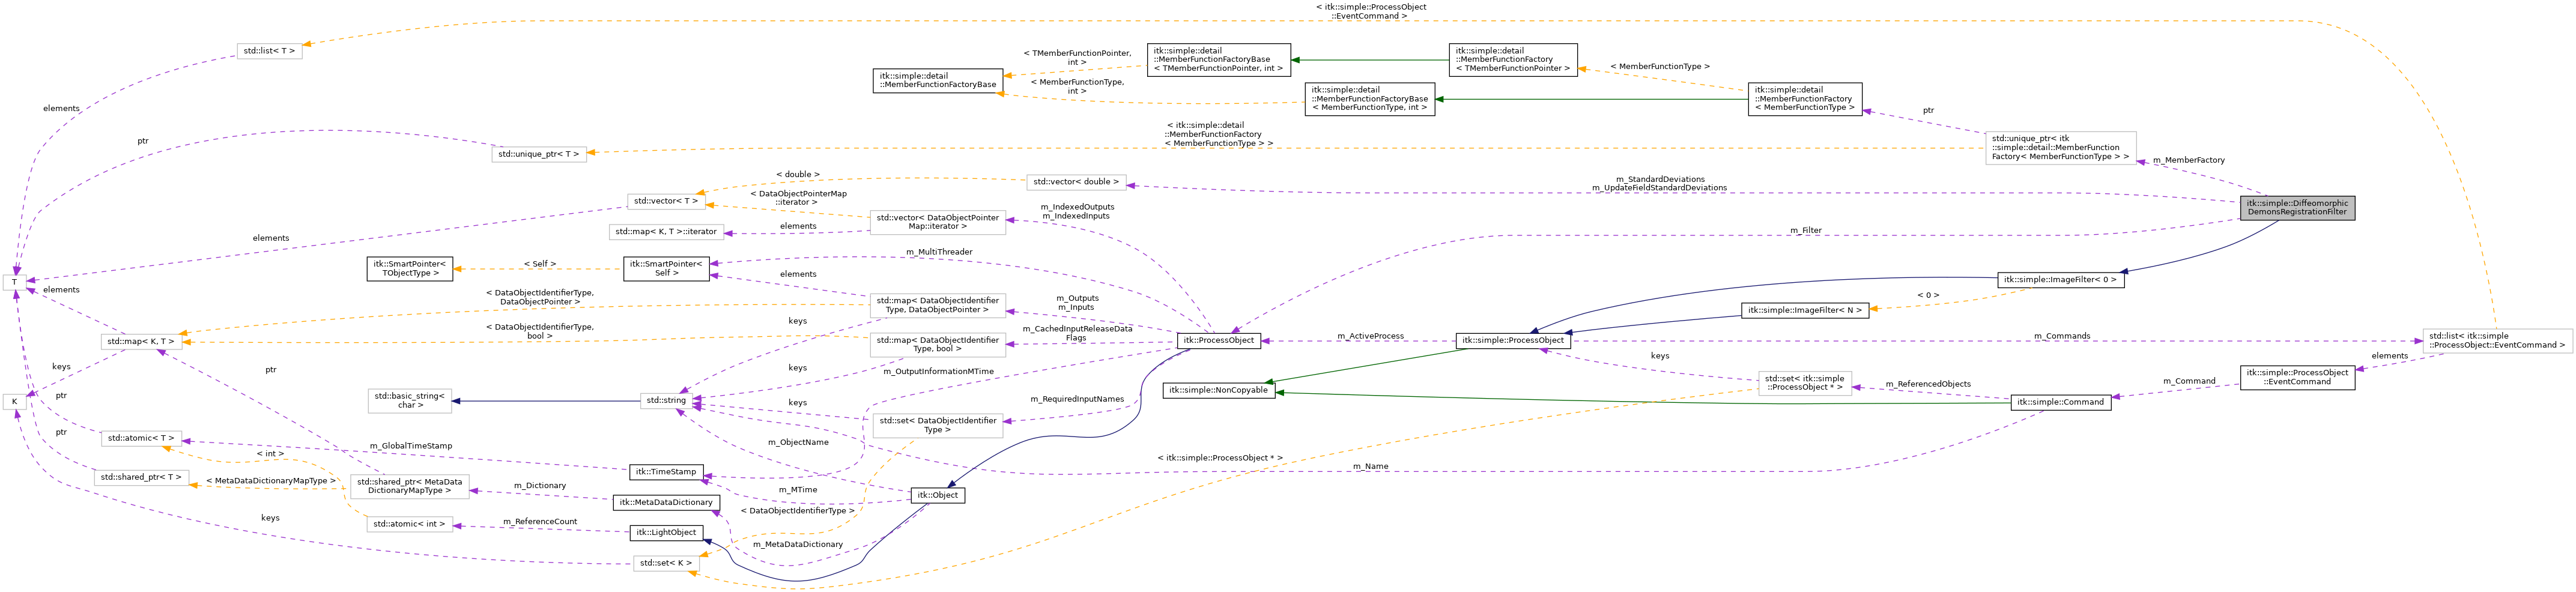 < itk::simple::ProcessObject
::EventCommand >
std::list< T >
itk::simple::detail
::MemberFunctionFactoryBase
< TMemberFunctionPointer,
int >
< MemberFunctionType,
int >
itk::simple::detail
::MemberFunctionFactoryBase
< TMemberFunctionPointer, int >
itk::simple::detail
::MemberFunctionFactory
< TMemberFunctionPointer >
< MemberFunctionType >
itk::simple::detail
::MemberFunctionFactoryBase
< MemberFunctionType, int >
itk::simple::detail
::MemberFunctionFactory
< MemberFunctionType >
elements
ptr
ptr
< itk::simple::detail
::MemberFunctionFactory
< MemberFunctionType > >
std::unique_ptr< T >
std::unique_ptr< itk
::simple::detail::MemberFunction
Factory< MemberFunctionType > >
m_MemberFactory
< double >
std::vector< double >
m_StandardDeviations
m_UpdateFieldStandardDeviations
std::vector< T >
< DataObjectPointerMap
::iterator >
std::vector< DataObjectPointer
Map::iterator >
m_IndexedOutputs
m_IndexedInputs
itk::simple::Diffeomorphic
DemonsRegistrationFilter
elements
std::map< K, T >::iterator
elements
m_Filter
m_MultiThreader
itk::SmartPointer<
TObjectType >
< Self >
itk::SmartPointer<
Self >
elements
T
elements
itk::simple::ImageFilter< 0 >
< 0 >
itk::simple::ImageFilter< N >
< DataObjectIdentifierType,
DataObjectPointer >
std::map< DataObjectIdentifier
Type, DataObjectPointer >
m_Outputs
m_Inputs
keys
< DataObjectIdentifierType,
bool >
std::map< DataObjectIdentifier
Type, bool >
m_CachedInputReleaseData
Flags
std::map< K, T >
itk::ProcessObject
m_ActiveProcess
itk::simple::ProcessObject
m_Commands
std::list< itk::simple
::ProcessObject::EventCommand >
elements
keys
keys
ptr
keys
m_OutputInformationMTime
itk::simple::NonCopyable
std::set< itk::simple
::ProcessObject * >
m_ReferencedObjects
m_Command
itk::simple::ProcessObject
::EventCommand
K
ptr
std::basic_string<
char >
std::string
keys
m_RequiredInputNames
itk::simple::Command
std::set< DataObjectIdentifier
Type >
ptr
std::atomic< T >
m_GlobalTimeStamp
m_ObjectName
< int >
std::shared_ptr< T >
< MetaDataDictionaryMapType >
std::shared_ptr< MetaData
DictionaryMapType >
m_Dictionary
itk::TimeStamp
m_MTime
itk::Object
< itk::simple::ProcessObject * >
m_Name
itk::MetaDataDictionary
< DataObjectIdentifierType >
keys
std::atomic< int >
m_ReferenceCount
itk::LightObject
m_MetaDataDictionary
std::set< K >